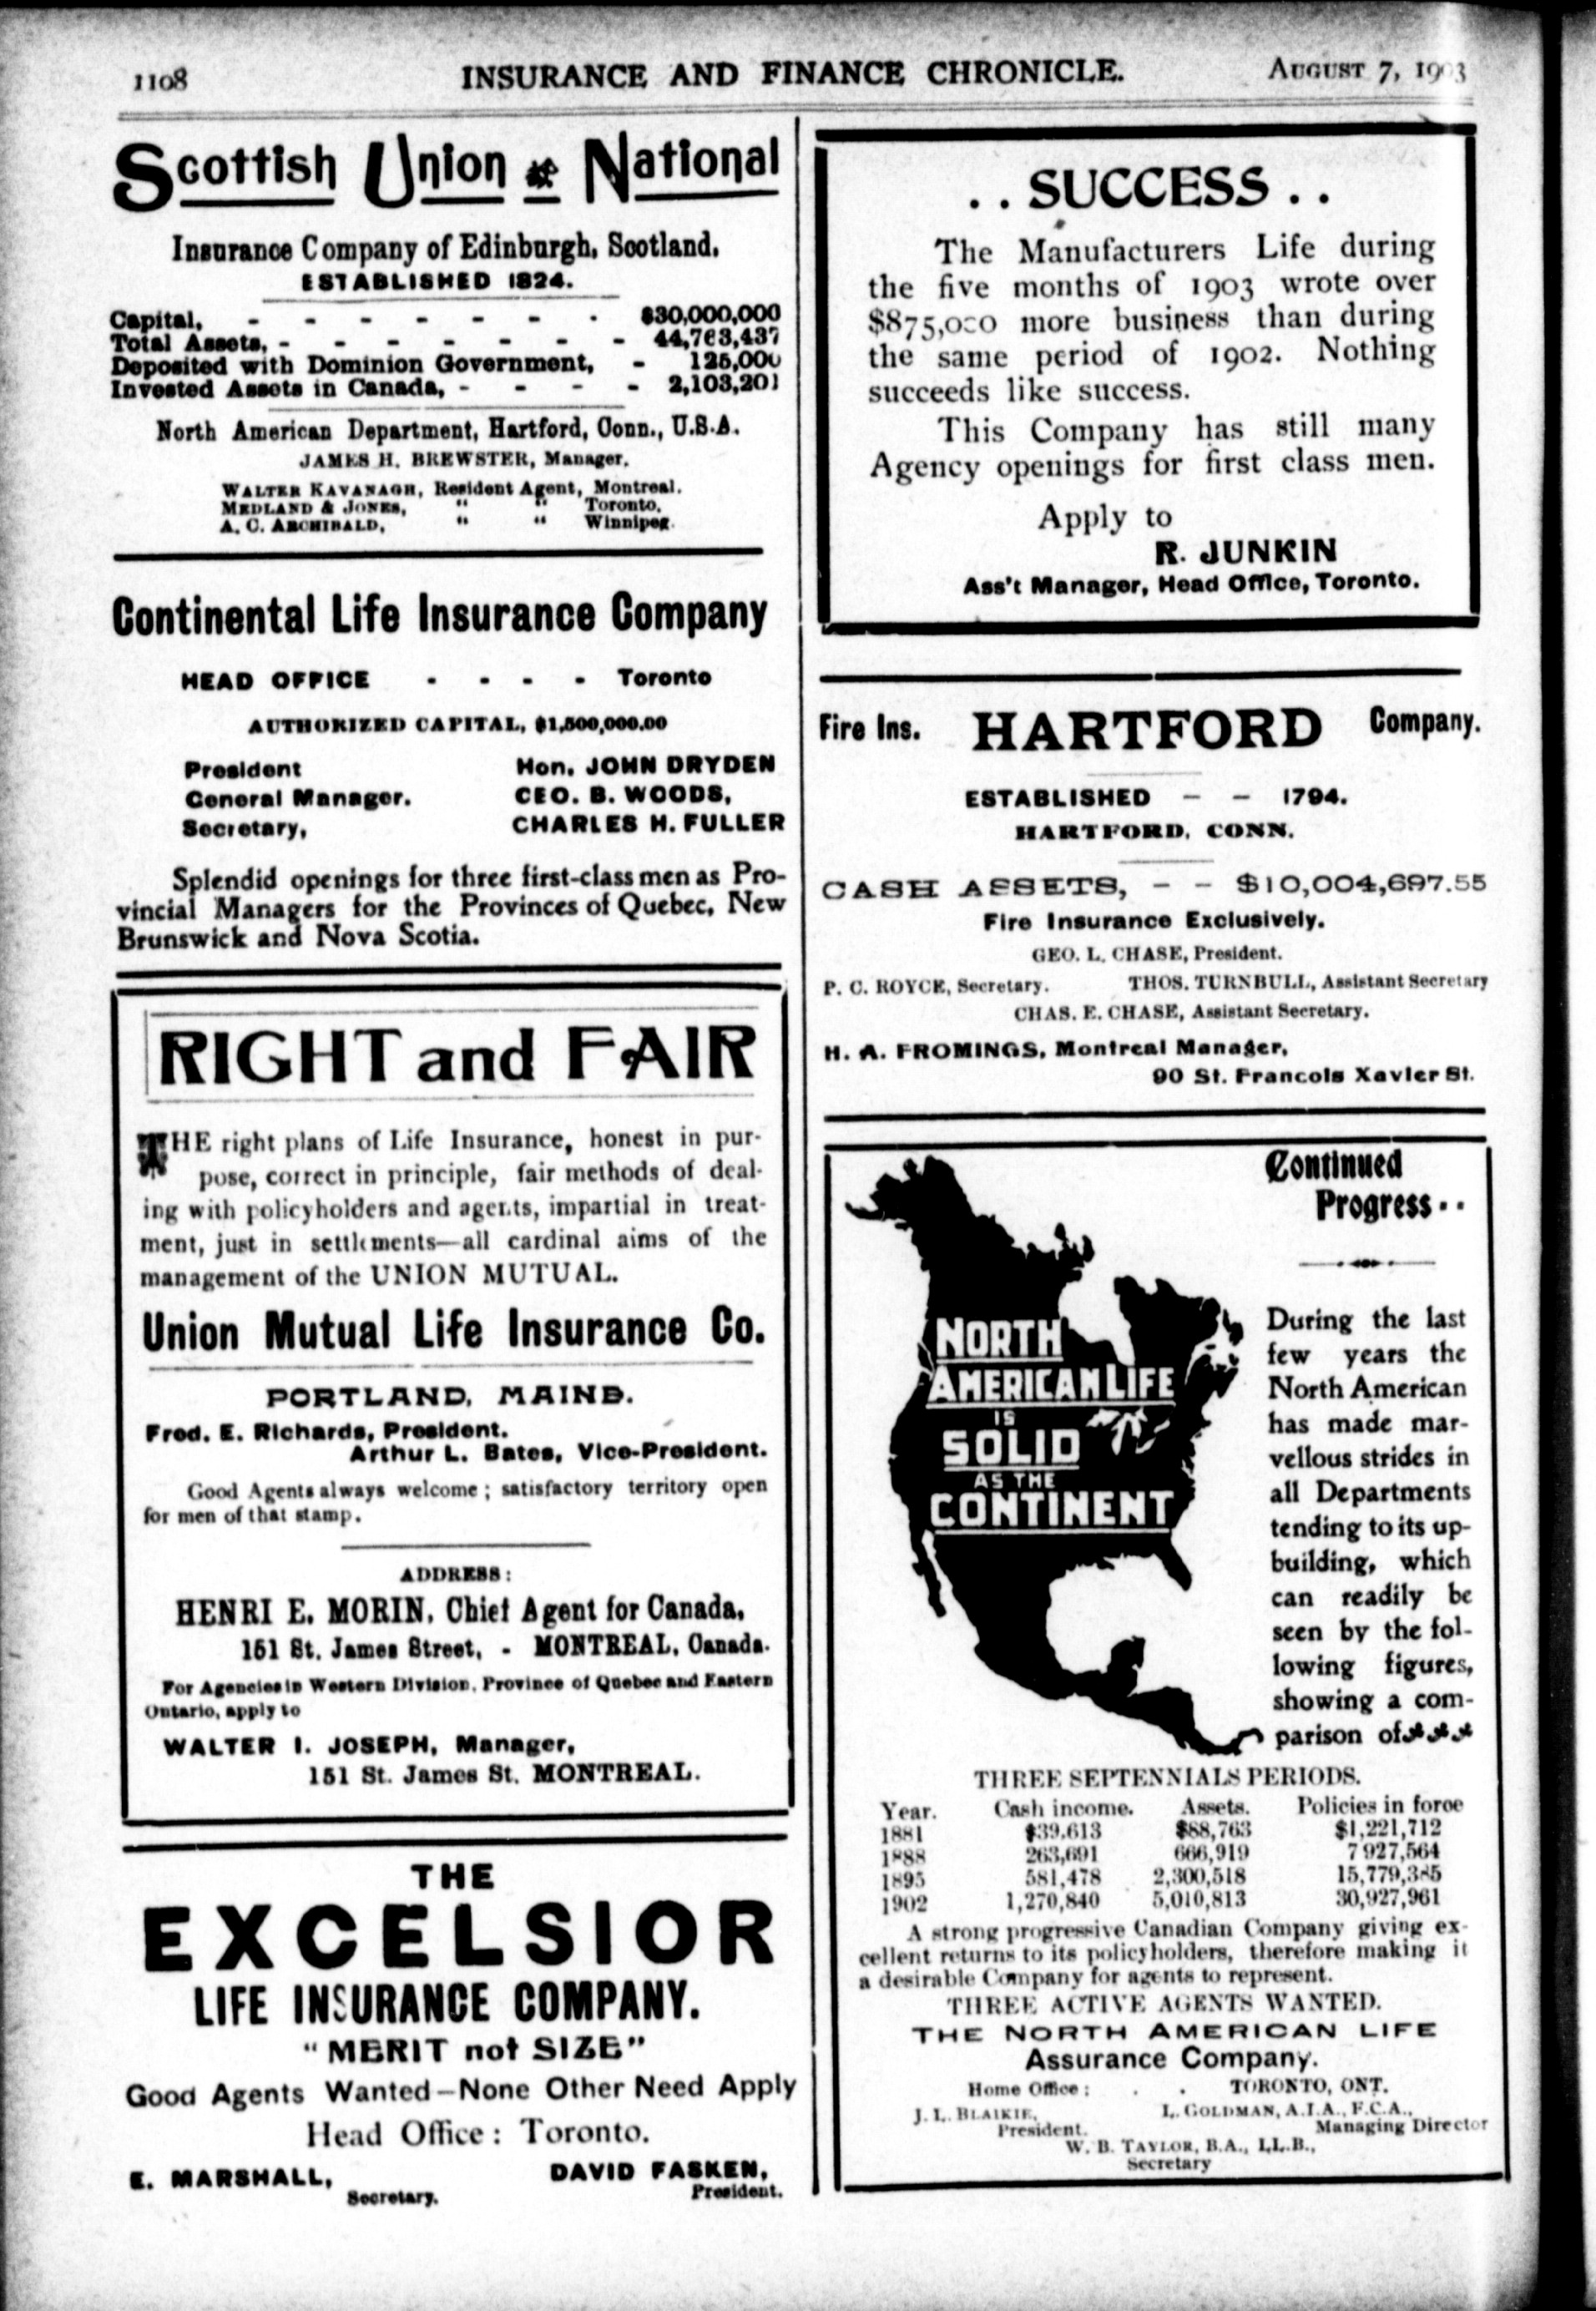 1108 INSURANCE AND FINANCE CHRONICLE. AUGUST 7, 1903
Scottish Union & National
Insurance Company of Edinburgh, Scotland.
ESTABLISHED 1824.
Capital, - - - - - - - $30,000,000
Total Assets, - - - - - - - 44,763,437
Deposited with Dominion Government, - 125,000
Invested Assets in Canada, - - - - 2,103,201
North American Department, Hartford, Conn., U.S.A.
JAMES H. BREWSTER, Manager.
WALTER KAVANAGH, Resident Agent, Montreal.
MEDLAND & JONES, " " Toronto.
A. C. ARCHIBALD, " " Winnipeg.
Continental Life Insurance Company
HEAD OFFICE - - - - Toronto
AUTHORIZED CAPITAL, $1,500,000.00
President Hon. JOHN DRYDEN
General Manager. GEO. B. WOODS,
Secretary, CHARLES H. FULLER
Splendid openings for three first-class men as Pro-
vincial Managers for the Provinces of Quebec, New
Brunswick and Nova Scotia.
RIGHT and FAIR
THE right plans of Life Insurance, honest in pur-
pose, correct in principle, fair methods of deal-
ing with policyholders and agents, impartial in treat-
ment, just in settlements—all cardinal aims of the
management of the UNION MUTUAL.
Union Mutual Life Insurance Co.
PORTLAND, MAINE.
Fred. E. Richards, President.
Arthur L. Bates, Vice-President.
Good Agents always welcome; satisfactory territory open
for men of that stamp.
ADDRESS:
HENRI E. MORIN, Chief Agent for Canada,
151 St. James Street, - MONTREAL, Canada.
For Agencies in Western Division, Province of Quebec and Eastern
Ontario, apply to
WALTER I. JOSEPH, Manager,
151 St. James St. MONTREAL.
THE
EXCELSIOR
LIFE INSURANCE COMPANY.
"MERIT not SIZE"
Good Agents Wanted—None Other Need Apply
Head Office: Toronto.
E. MARSHALL, DAVID FASKEN,
Secretary. President.
..SUCCESS..
The Manufacturers Life during
the five months of 1903 wrote over
$875,000 more business than during
the same period of 1902. Nothing
succeeds like success.
This Company has still many
Agency openings for first class men.
Apply to
R. JUNKIN
Ass't Manager, Head Office, Toronto.
Fire Ins. HARTFORD Company.
ESTABLISHED - - 1794.
HARTFORD, CONN.
CASH ASSETS, - - $10,004,697.55
Fire Insurance Exclusively.
GEO. L. CHASE, President.
P. C. ROYCE, Secretary. THOS. TURNBULL, Assistant Secretary
CHAS. E. CHASE, Assistant Secretary.
H. A. FROMINGS, Montreal Manager,
90 St. Francois Xavier St.
Continued
Progress..
NORTH
AMERICAN LIFE
IS
SOLID
AS THE
CONTINENT
During the last
few years the
North American
has made mar-
vellous strides in
all Departments
tending to its up-
building, which
can readily be
seen by the fol-
lowing figures,
showing a com-
parison of
THREE SEPTENNIALS PERIODS.
Year. Cash income. Assets. Policies in force
1881 $39,613 $88,763 $1,221,712
1888 263,691 666,919 7 927,564
1895 581,478 2,300,518 15,779,385
1902 1,270,840 5,010,813 30,927,961
A strong progressive Canadian Company giving ex-
cellent returns to its policyholders, therefore making it
a desirable Company for agents to represent.
THREE ACTIVE AGENTS WANTED.
THE NORTH AMERICAN LIFE
Assurance Company.
Home Office: . . TORONTO, ONT.
J. L. BLAIKIE, L. GOLDMAN, A.I.A., F.C.A.,
President. Managing Director
W. B. TAYLOR, B.A., LL.B.,
Secretary